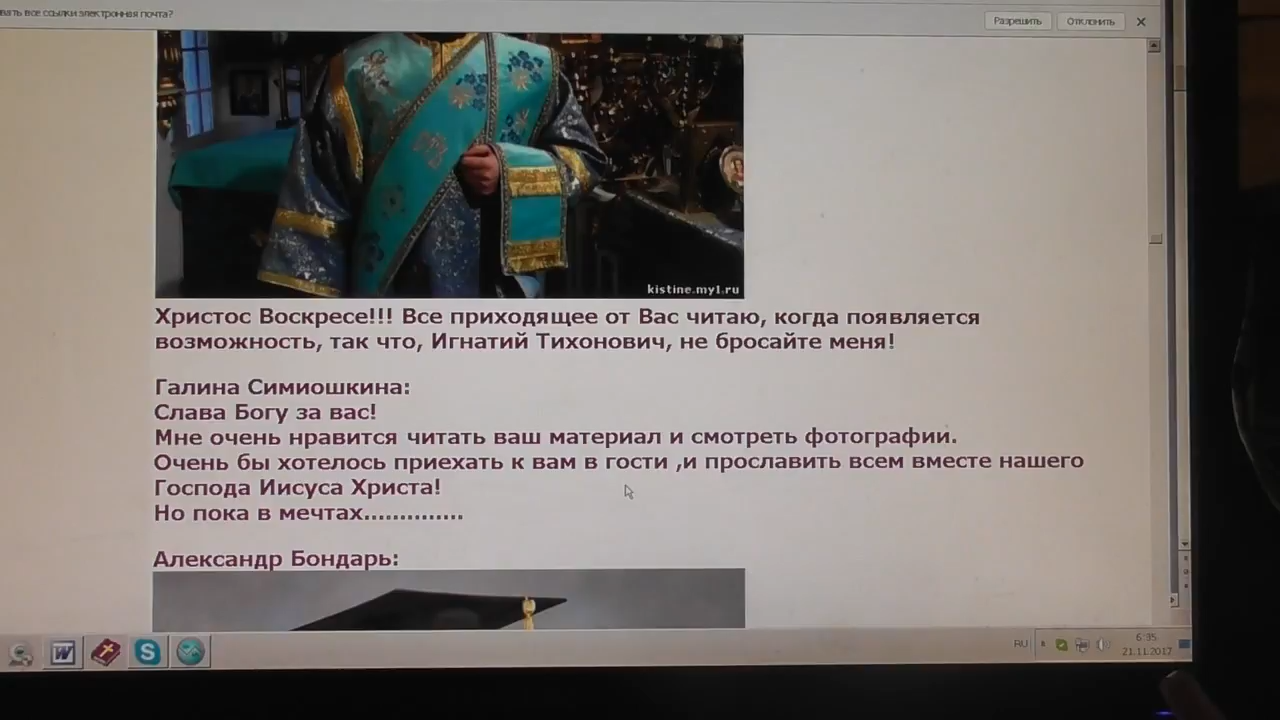 вать все ссылки электронная почта?
Разрешить
Отклонить
kistine.my1.ru
Христос Воскресе!!! Все приходящее от Вас читаю, когда появляется
возможность, так что, Игнатий Тихонович, не бросайте меня!
Галина Симиошкина:
Слава Богу за вас!
Мне очень нравится читать ваш материал и смотреть фотографии.
Очень бы хотелось приехать к вам в гости ,и прославить всем вместе нашего
Господа Иисуса Христа!
Но пока в мечтах..............
Александр Бондарь:
RU
21.11.2017